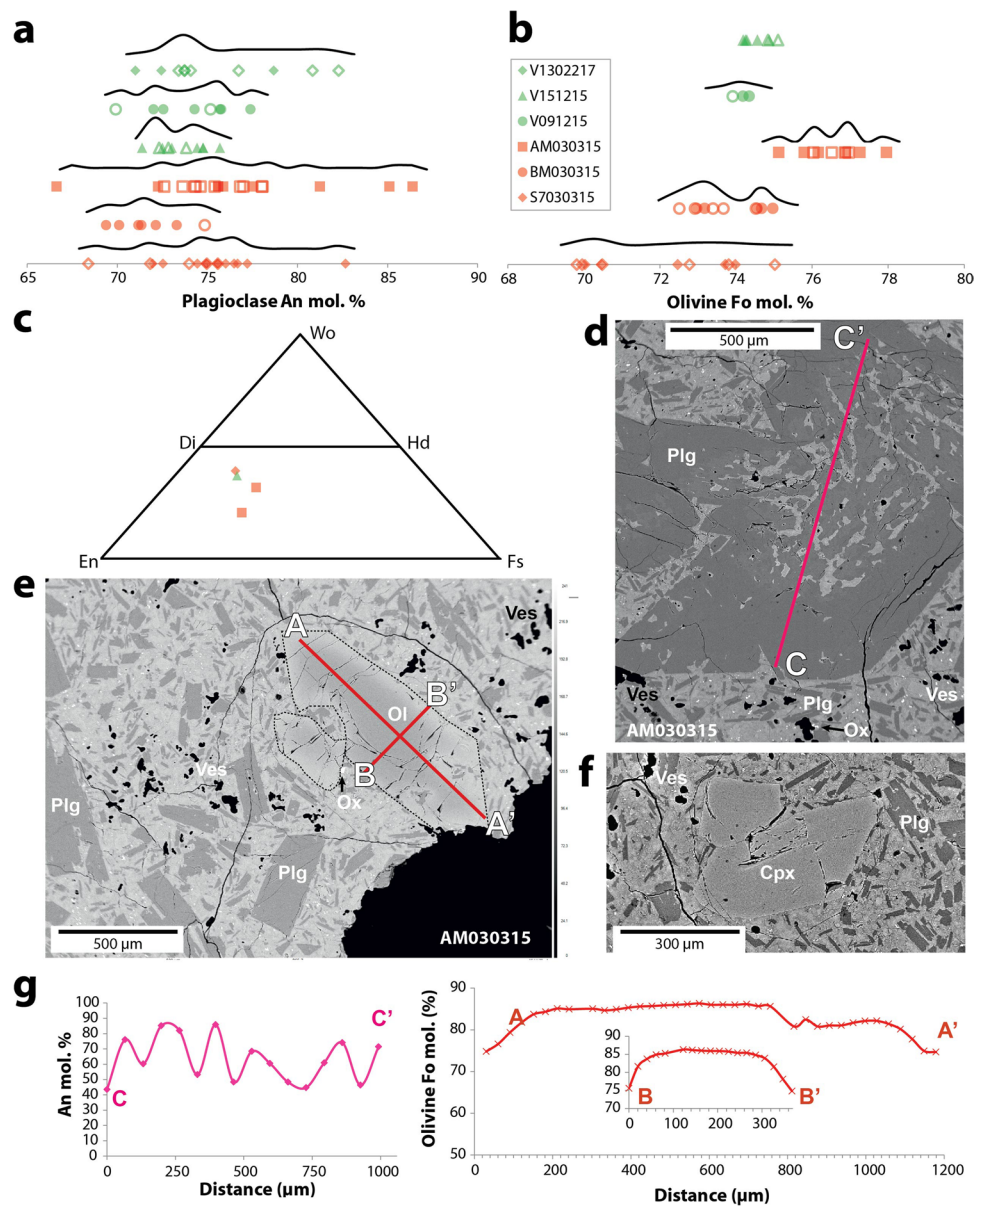 a
65 70 75 80 85 90
Plagioclase An mol. %
b
V1302217
V151215
V091215
AM030315
BM030315
S7030315
68 70 72 74 76 78 80
Olivine Fo mol. %
c
Wo
Di Hd
En Fs
d
500 µm
C’
Plg
C
Ves Plg Ves
AM030315 Ox
e
Ves
A
B’
Ol
Ves B
Plg Ox
A’
Plg
500 µm AM030315
f
Ves
Plg
Cpx
300 µm
g
100
90
80
70
60
50
40
30
20
10
0
An mol. %
C
C’
0 250 500 750 1000
Distance (µm)
90
80
70
60
50
Olivine Fo mol. (%)
A A’
90
85
80
75
70
B B’
0 100 200 300
0 200 400 600 800 1000 1200
Distance (µm)